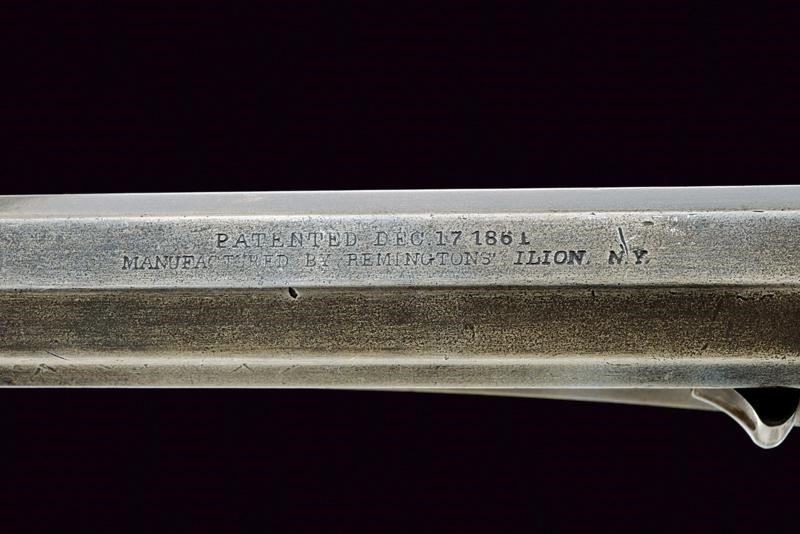 PATENTED DEC. 17 1861
MANUFACTURED BY REMINGTONS' ILION, N.Y.